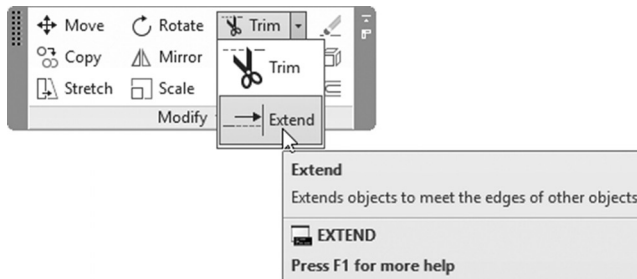 Move Rotate Trim
Copy Mirror Trim
Stretch Scale
Modify Extend
Extend
Extends objects to meet the edges of other objects
EXTEND
Press F1 for more help